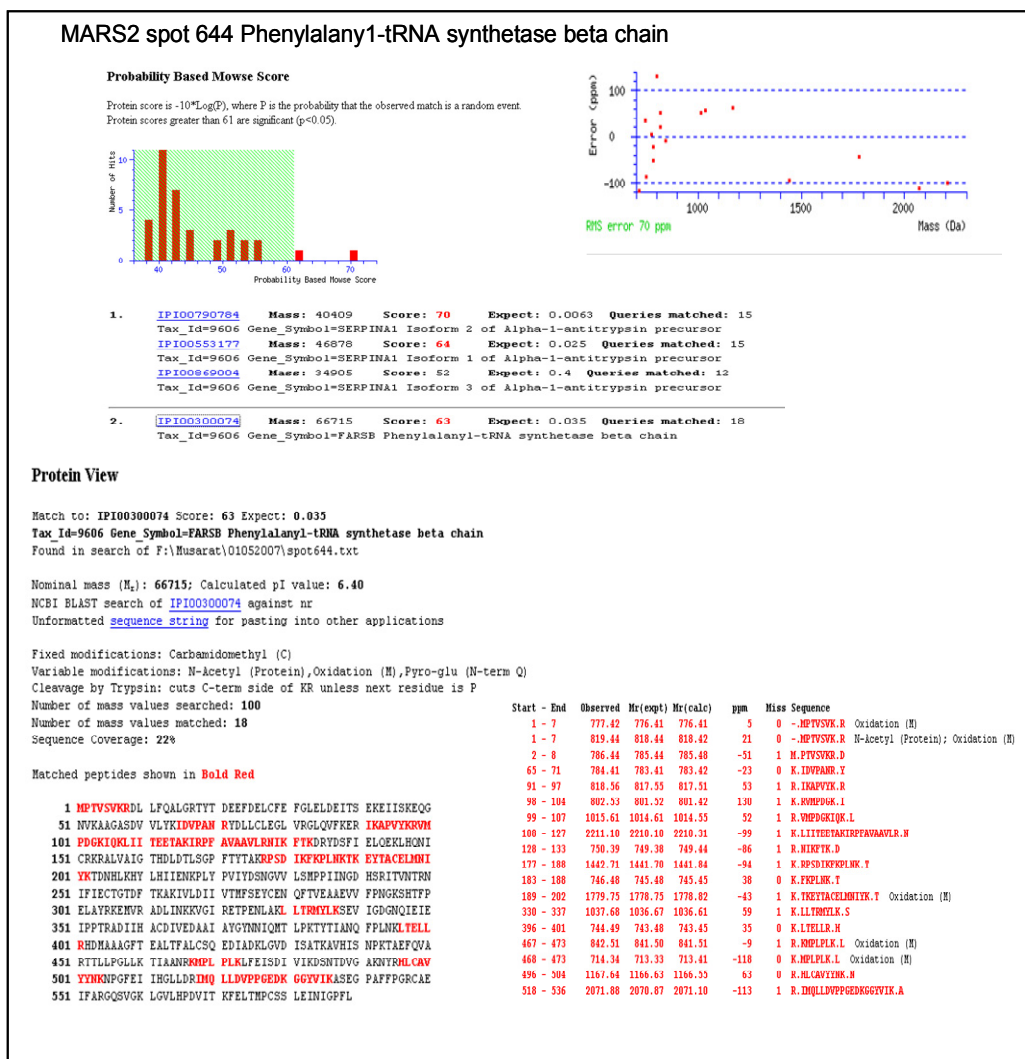 MARS2 spot 644 Phenylalany1-tRNA synthetase beta chain
Probability Based Mowse Score
Protein score is -10*Log(P), where P is the probability that the observed match is a random event.
Protein scores greater than 61 are significant (p<0.05).
Number of Hits
10
5
0
40
50
60
70
Probability Based Mowse Score
Error (ppm)
100
0
-100
1000
1500
2000
Mass (Da)
RMS error 70 ppm
1. IPI00790784 Mass: 40409 Score: 70 Expect: 0.0063 Queries matched: 15
Tax_Id=9606 Gene_Symbol=SERPINA1 Isoform 2 of Alpha-1-antitrypsin precursor
IPI00553177 Mass: 46878 Score: 64 Expect: 0.025 Queries matched: 15
Tax_Id=9606 Gene_Symbol=SERPINA1 Isoform 1 of Alpha-1-antitrypsin precursor
IPI00869004 Mass: 34905 Score: 52 Expect: 0.4 Queries matched: 12
Tax_Id=9606 Gene_Symbol=SERPINA1 Isoform 3 of Alpha-1-antitrypsin precursor
2. IPI00300074 Mass: 66715 Score: 63 Expect: 0.035 Queries matched: 18
Tax_Id=9606 Gene_Symbol=FARSB Phenylalanyl-tRNA synthetase beta chain
Protein View
Match to: IPI00300074 Score: 63 Expect: 0.035
Tax_Id=9606 Gene_Symbol=FARSB Phenylalanyl-tRNA synthetase beta chain
Found in search of F:\Musarat\01052007\spot644.txt
Nominal mass (Mr): 66715; Calculated pI value: 6.40
NCBI BLAST search of IPI00300074 against nr
Unformatted sequence string for pasting into other applications
Fixed modifications: Carbamidomethyl (C)
Variable modifications: N-Acetyl (Protein),Oxidation (M),Pyro-glu (N-term Q)
Cleavage by Trypsin: cuts C-term side of KR unless next residue is P
Number of mass values searched: 100
Number of mass values matched: 18
Sequence Coverage: 22%
Matched peptides shown in Bold Red
1 MPTVSVKRDL LFQALGRTYT DEEFDELCFE FGLELDEITS EKEIISKEQG
51 NVKAAGASDV VLYKIDVPAN RYDLLCLEGL VRGLQVFKER IKAPVYKRVM
101 PDGKIQKLII TEETAKIRPF AVAAVLRNIK FTKDRYDSFI ELQEKLHQNI
151 CRKRALVAIG THDLDTLSGP FTYTAKRPSD IKFKPLNKTK EYTACELMNI
201 YKTDNHLKHY LHIIENKPLY PVIYDSNGVV LSMPPIINGD HSRITVNTRN
251 IFIECTGTDF TKAKIVLDII VTMFSEYCEN QFTVEAAEVV FPNGKSHTFP
301 ELAYRKEMVR ADLINKKVGI RETPENLAKL LTRMYLKSEV IGDGNQIEIE
351 IPPTRADIIH ACDIVEDAAI AYGYNNIQMT LPKTYTIANQ FPLNKLTELL
401 RHDMAAAGFT EALTFALCSQ EDIADKLGVD ISATKAVHIS NPKTAEFQVA
451 RTTLLPGLLK TIAANRKMPL PLKLFEISDI VIKDSNTDVG AKNYRHLCAV
501 YYNKNPGFEI IHGLLDRIMQ LLDVPPGEDK GGYVIKASEG PAFFPGRCAE
551 IFARGQSVGK LGVLHPDVIT KFELTMPCSS LEINIGPFL
Start - End Observed Mr(expt) Mr(calc) ppm Miss Sequence
1 - 7 777.42 776.41 776.41 5 0 -.MPTVSVK.R Oxidation (M)
1 - 7 819.44 818.44 818.42 21 0 -.MPTVSVK.R N-Acetyl (Protein); Oxidation (M)
2 - 8 786.44 785.44 785.48 -51 1 M.PTVSVKR.D
65 - 71 784.41 783.41 783.42 -23 0 K.IDVPANR.Y
91 - 97 818.56 817.55 817.51 53 1 R.IKAPVYK.R
98 - 104 802.53 801.52 801.42 130 0 K.RVMPDGK.I
99 - 107 1015.61 1014.61 1014.55 52 1 R.VMPDGKIQK.L
100 - 127 2211.10 2210.10 2210.31 -99 1 K.LIITEETAKIRPFAVAAVLR.N
128 - 133 750.39 749.38 749.44 -86 1 R.NIKFTK.D
177 - 188 1442.71 1441.70 1441.84 -94 1 K.RPSDIKFKPLNK.T
183 - 188 746.48 745.48 745.45 38 0 K.FKPLNK.T
189 - 202 1779.75 1778.75 1778.82 -43 1 K.TKEYTACELMNIYK.T Oxidation (M)
330 - 337 1037.68 1036.67 1036.61 59 1 K.LLTRMYLK.S
396 - 401 744.49 743.48 743.45 35 0 K.LTELLR.H
467 - 473 842.51 841.50 841.51 -9 1 R.KMPLPLK.L Oxidation (M)
468 - 473 714.34 713.33 713.41 -118 0 K.MPLPLK.L Oxidation (M)
496 - 504 1167.64 1166.63 1166.55 63 0 R.HLCAVYYNK.N
518 - 536 2071.88 2070.87 2071.10 -113 1 R.IMQLLDVPPGEDKGGYVIK.A